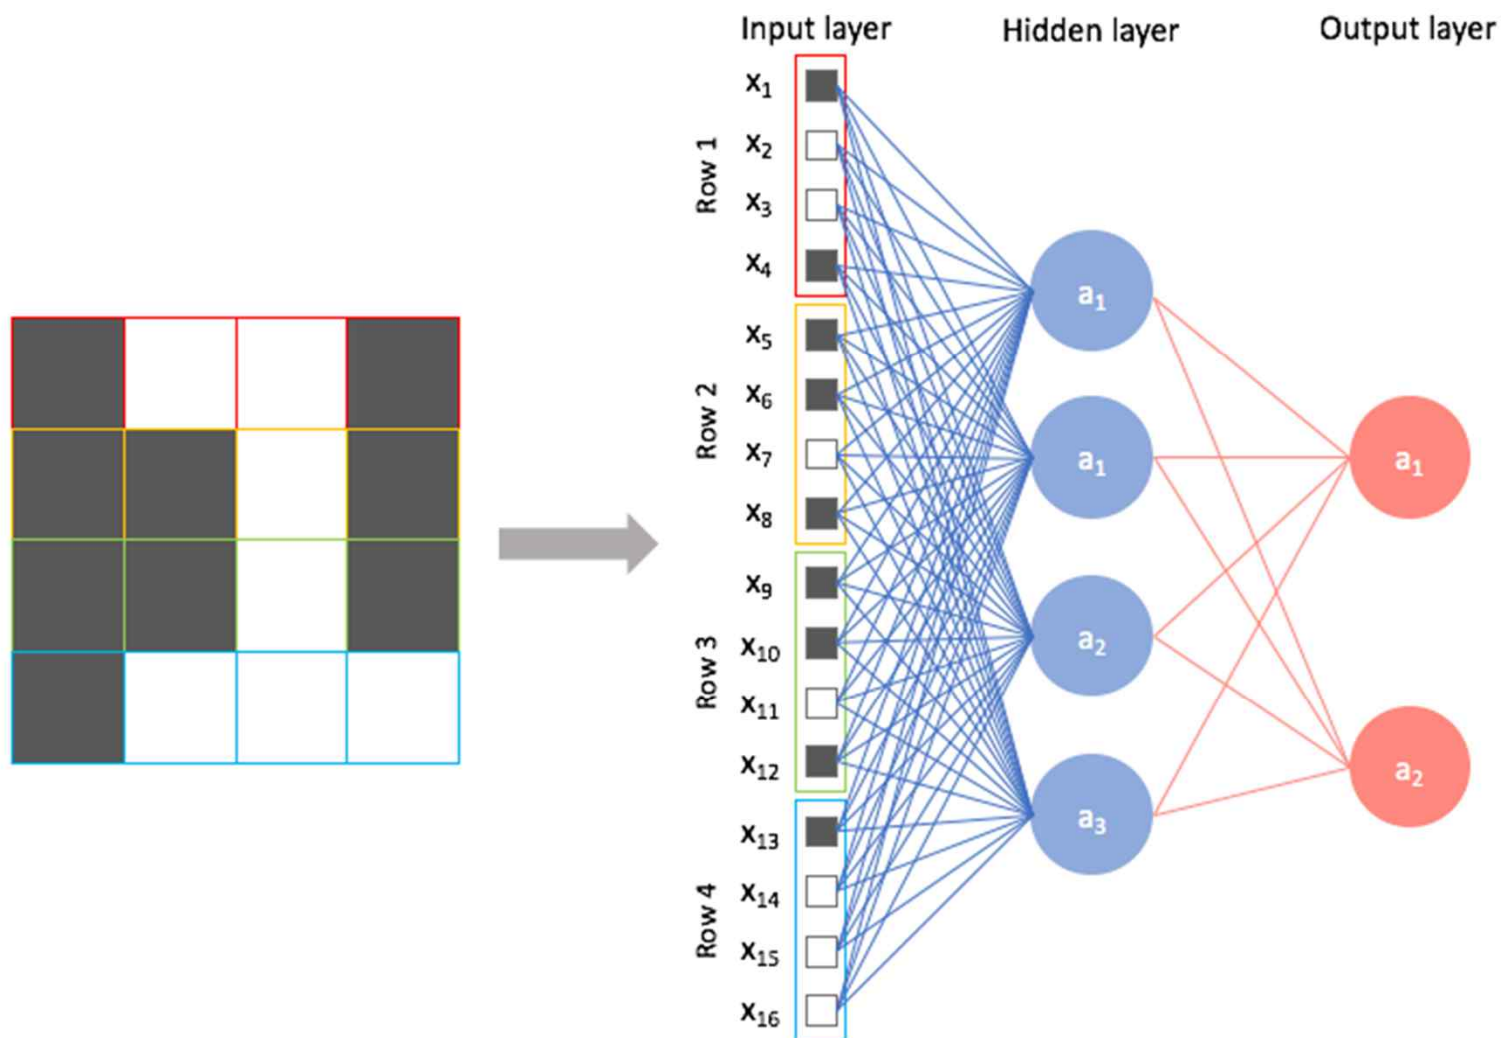 Input layer
Hidden layer
Output layer
Row 1
x₁
x₂
x₃
x₄
Row 2
x₅
x₆
x₇
x₈
Row 3
x₉
x₁₀
x₁₁
x₁₂
Row 4
x₁₃
x₁₄
x₁₅
x₁₆
a₁
a₁
a₂
a₃
a₁
a₂